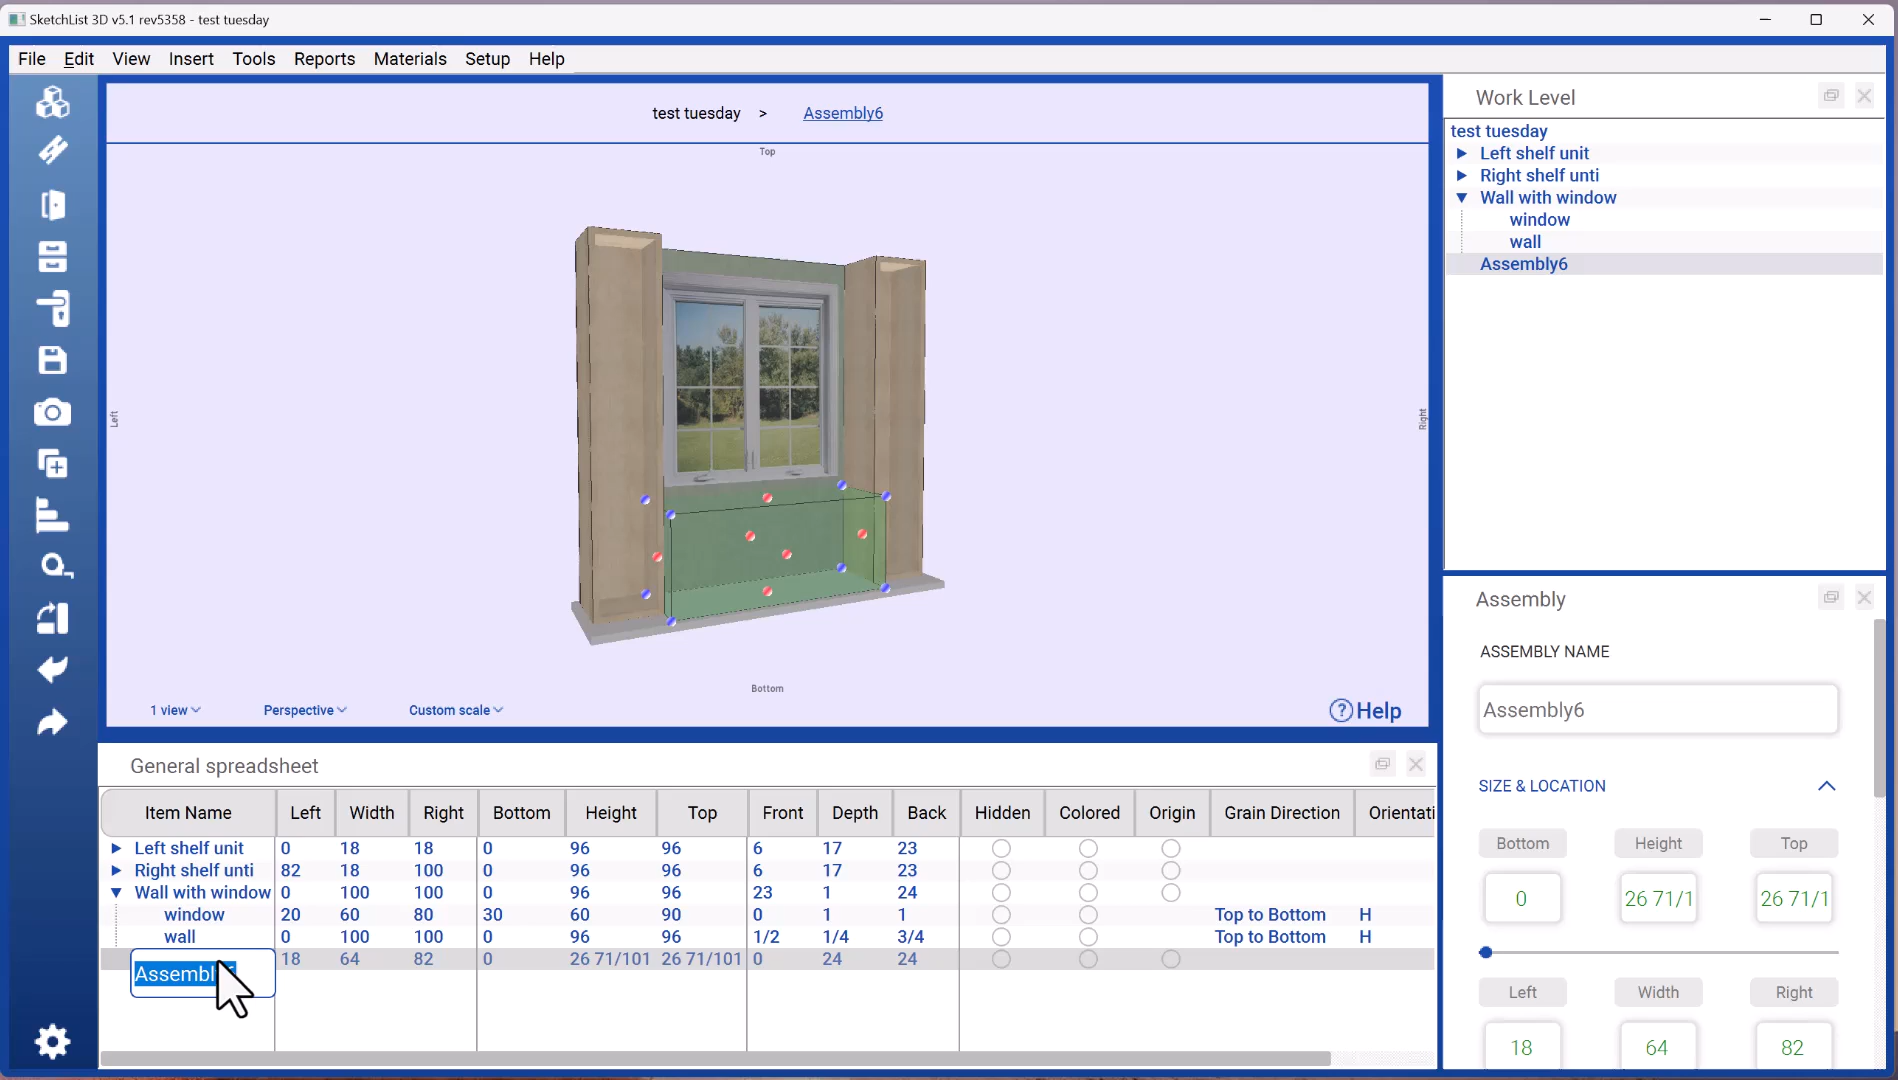 SketchList 3D v5.1 rev5358 - test tuesday
File Edit View Insert Tools Reports Materials Setup Help
test tuesday > Assembly6
Top
Left
Right
Bottom
1 view
Perspective
Custom scale
Help
Work Level
test tuesday
Left shelf unit
Right shelf unti
Wall with window
window
wall
Assembly6
Assembly
ASSEMBLY NAME
Assembly6
SIZE & LOCATION
Bottom Height Top
0 26 71/1 26 71/1
Left Width Right
18 64 82
General spreadsheet
Item Name Left Width Right Bottom Height Top Front Depth Back Hidden Colored Origin Grain Direction Orientati
Left shelf unit 0 18 18 0 96 96 6 17 23
Right shelf unti 82 18 100 0 96 96 6 17 23
Wall with window 0 100 100 0 96 96 23 1 24
window 20 60 80 30 60 90 0 1 1 Top to Bottom H
wall 0 100 100 0 96 96 1/2 1/4 3/4 Top to Bottom H
18 64 82 0 26 71/101 26 71/101 0 24 24
Assembl